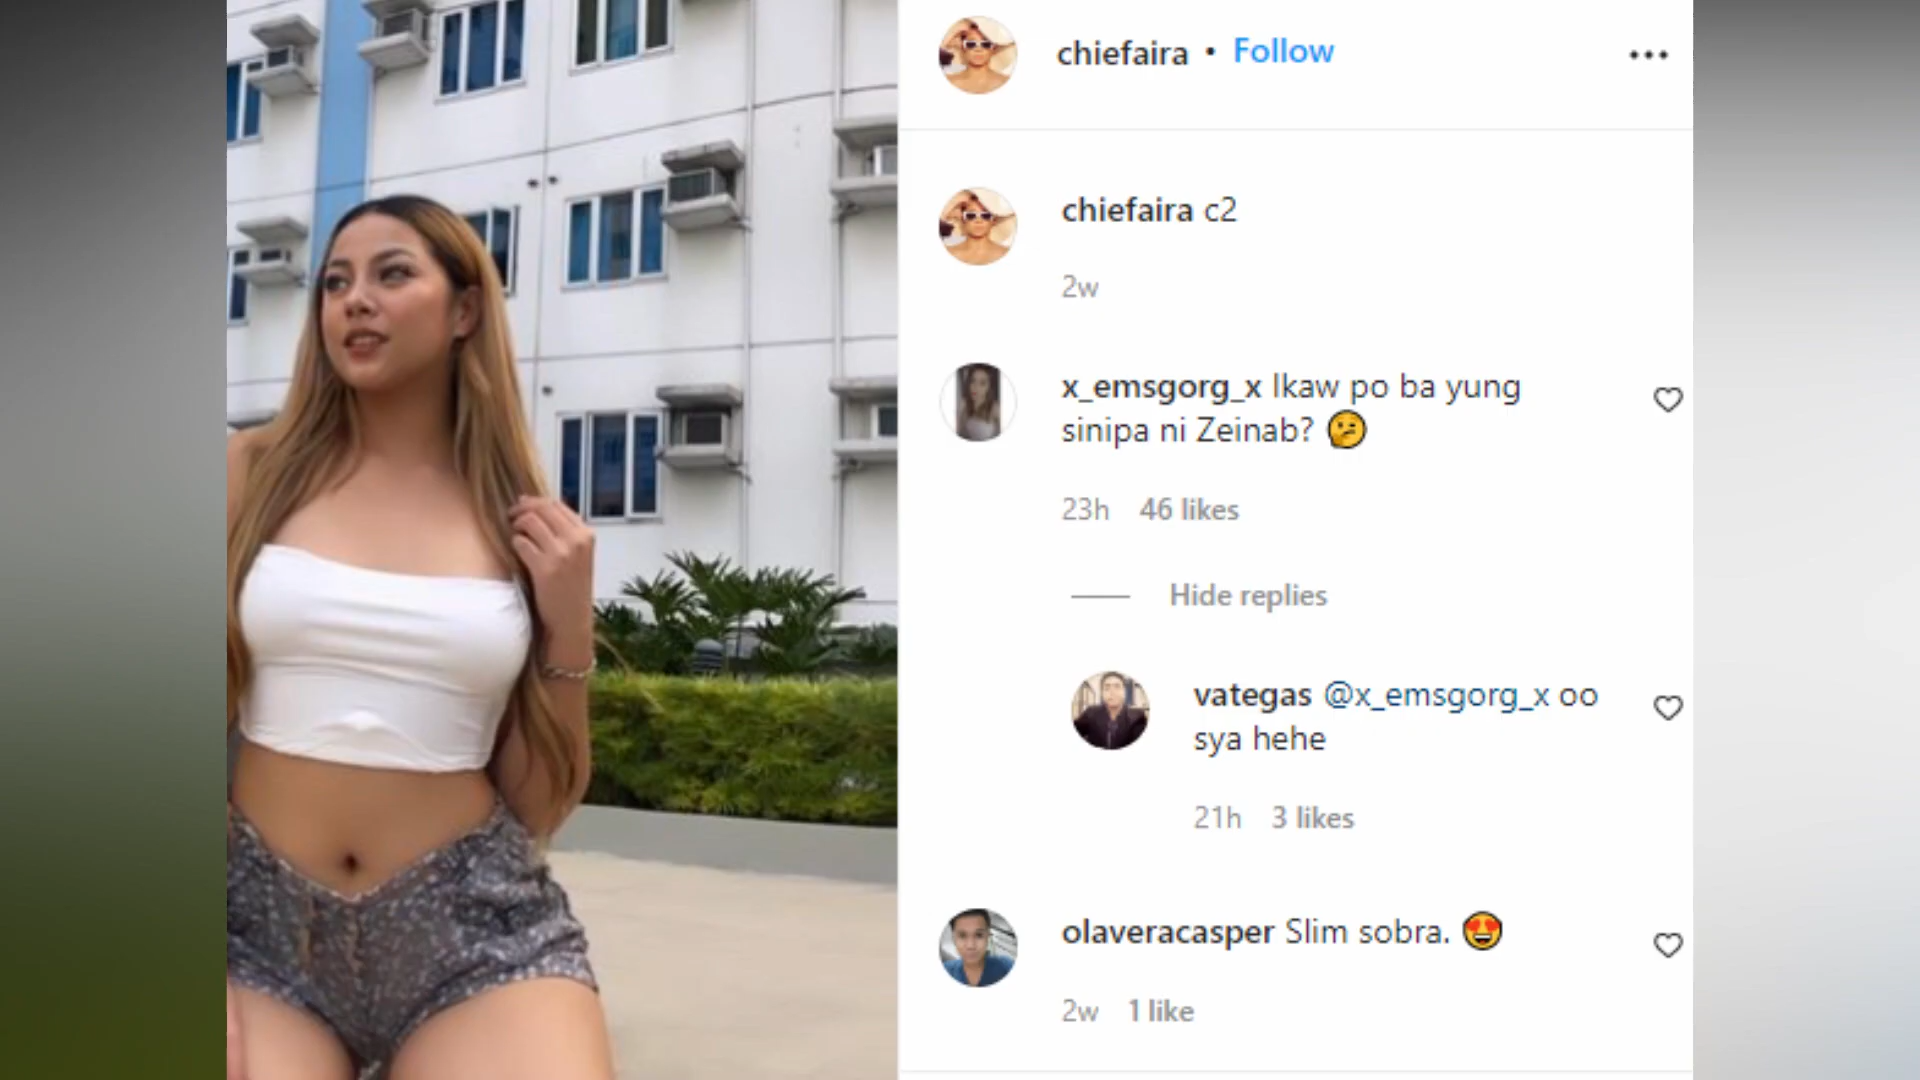 chiefaira • Follow
chiefaira c2
2w
x_emsgorg_x Ikaw po ba yung
sinipa ni Zeinab? 🤔
23h 46 likes
Hide replies
vategas @x_emsgorg_x oo
sya hehe
21h 3 likes
olaveracasper Slim sobra. 😍
2w 1 like